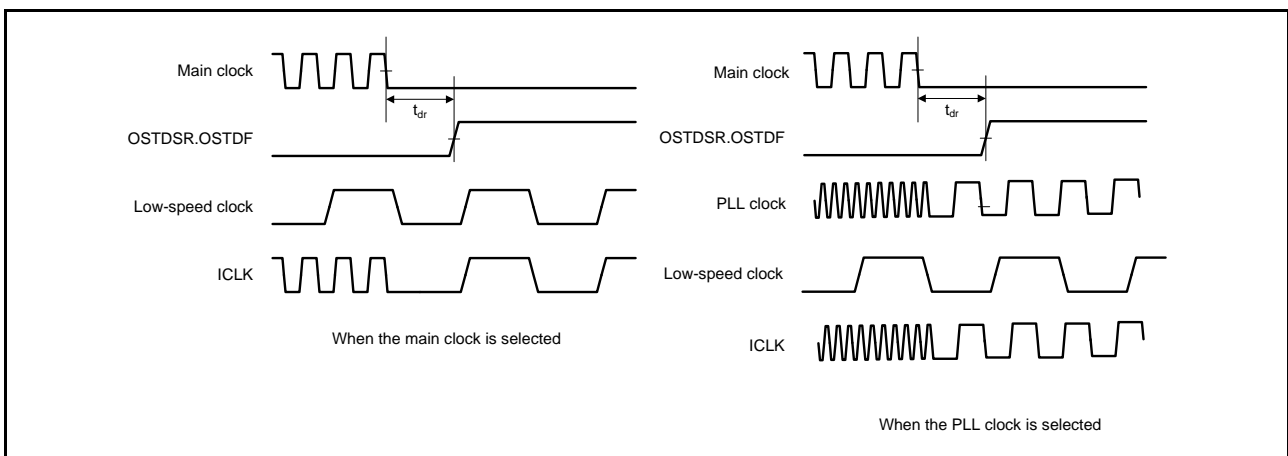 Main clock
tdr
OSTDSR.OSTDF
Low-speed clock
ICLK
When the main clock is selected
Main clock
tdr
OSTDSR.OSTDF
PLL clock
Low-speed clock
ICLK
When the PLL clock is selected